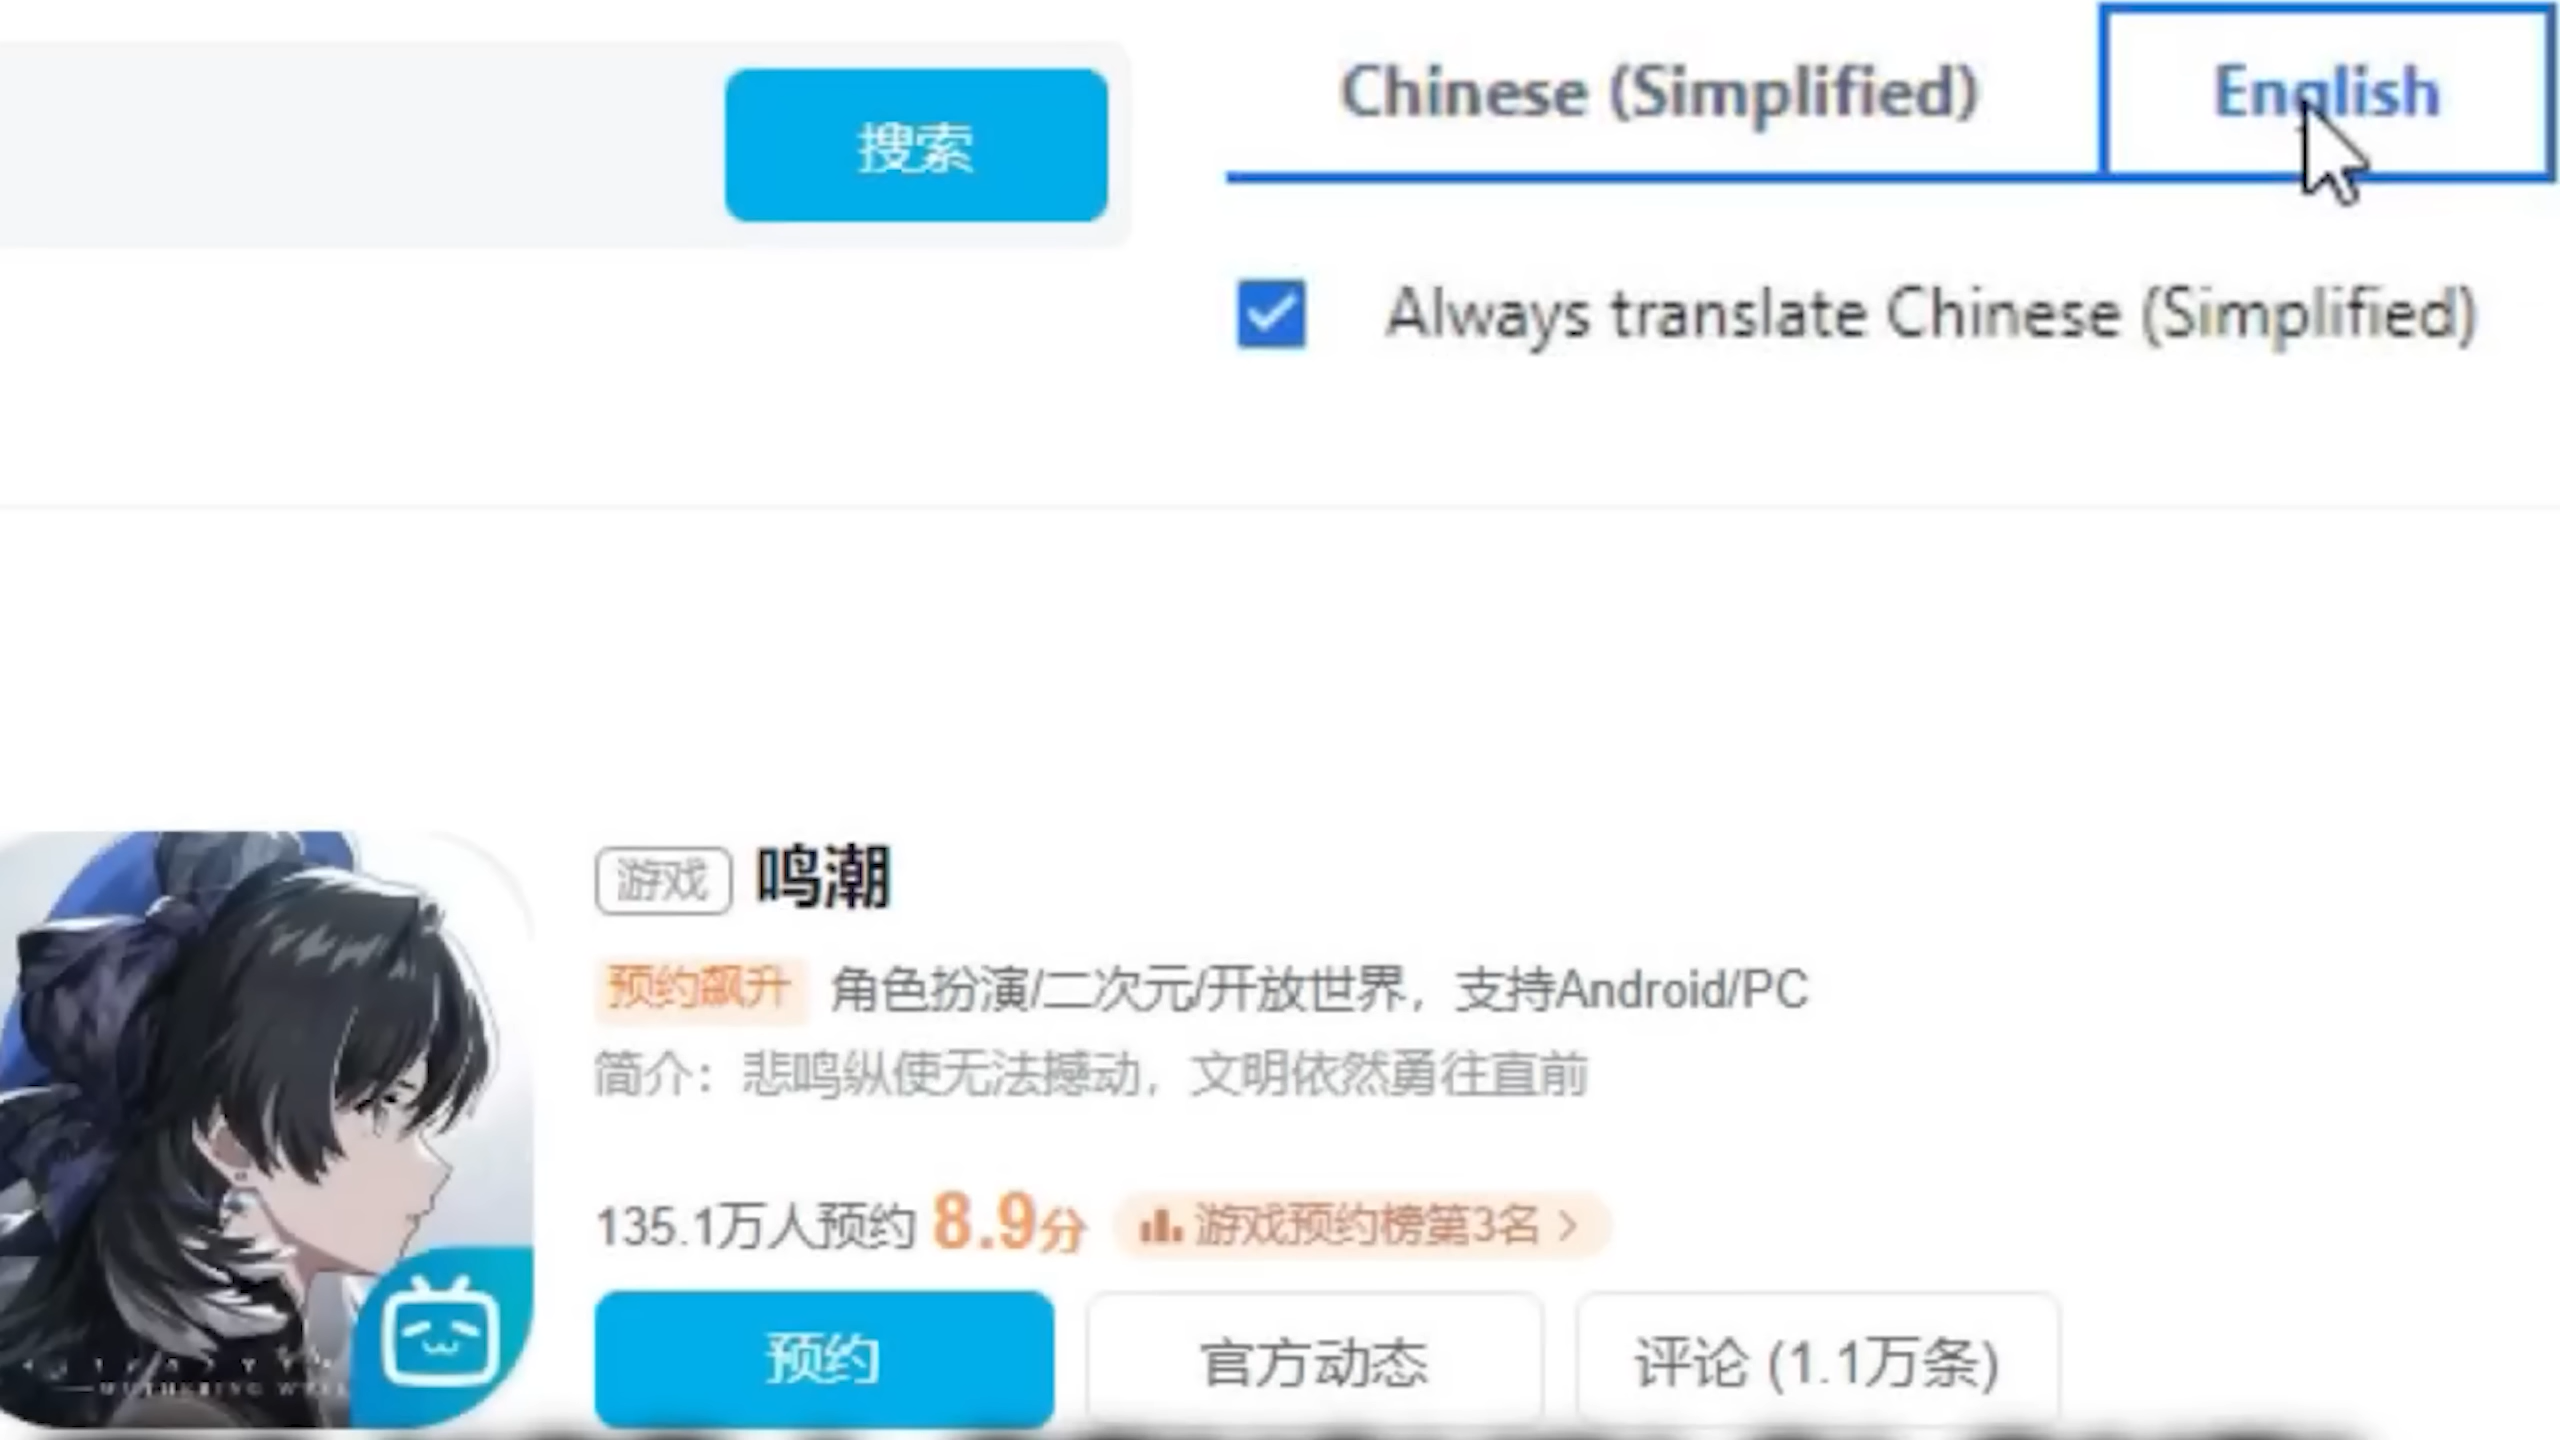 搜索
Chinese (Simplified)
English
Always translate Chinese (Simplified)
游戏 鸣潮
预约飙升 角色扮演/二次元/开放世界，支持Android/PC
简介：悲鸣纵使无法撼动，文明依然勇往直前
135.1万人预约 8.9分 游戏预约榜第3名 >
预约
官方动态
评论 (1.1万条)